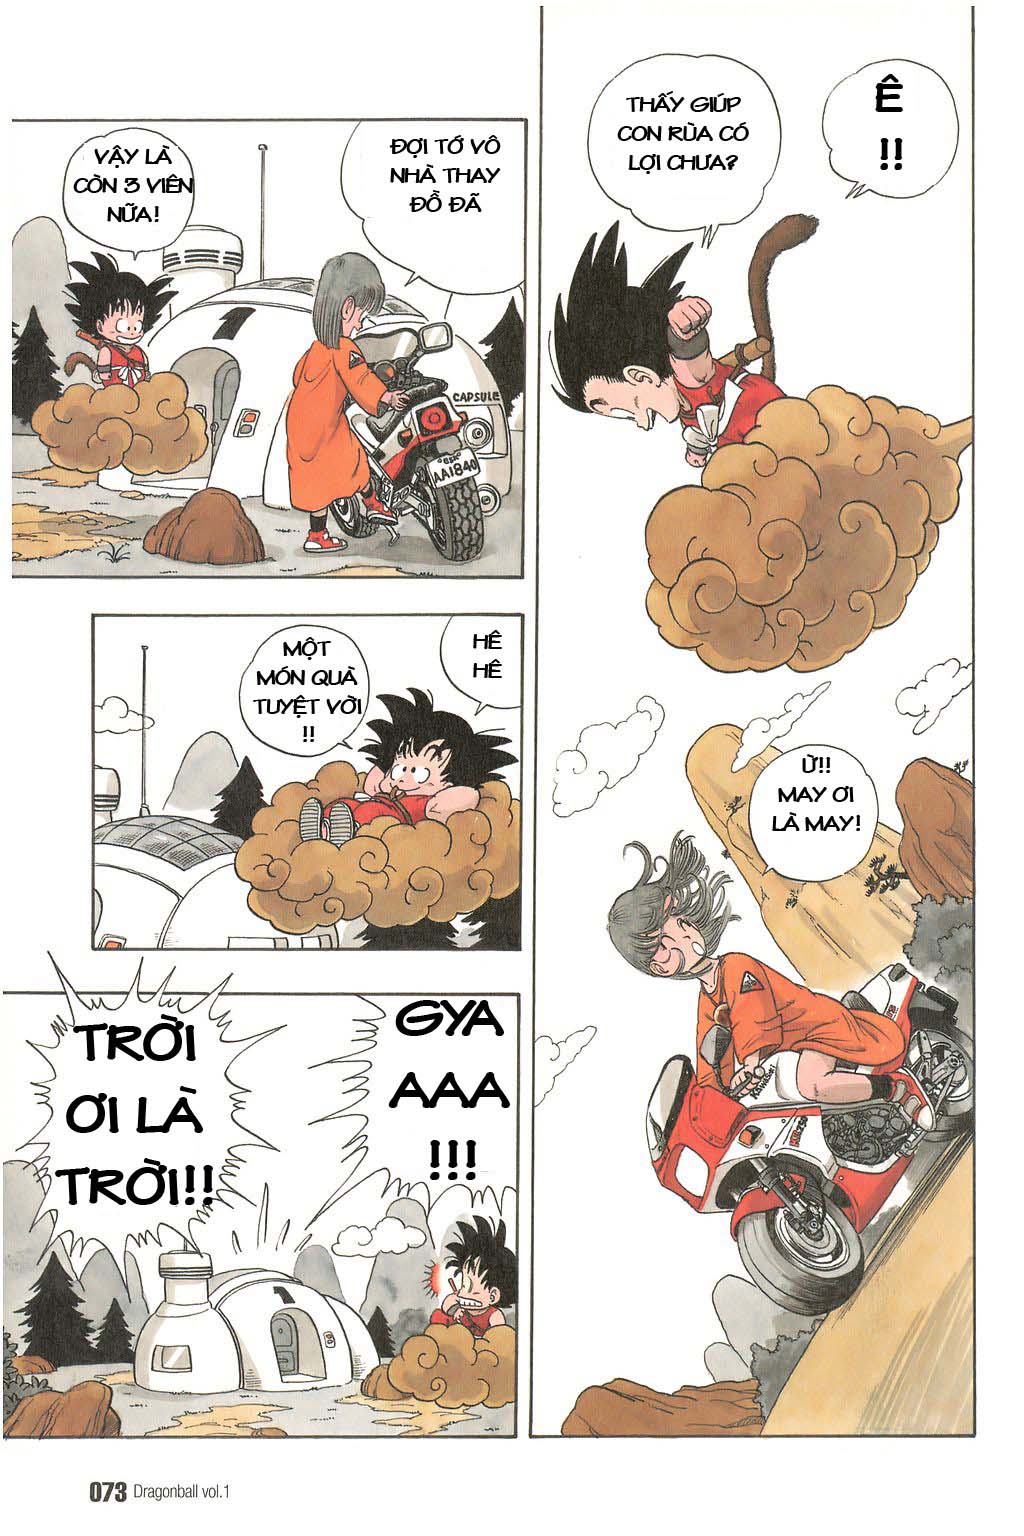 Ê
!!
THẤY GIÚP
CON RÙA CÓ
LỢI CHƯA?
Ừ!!
MAY ƠI
LÀ MAY!
ĐỢI TỚ VÔ
NHÀ THAY
ĐỒ ĐÃ
VẬY LÀ
CÒN 3 VIÊN
NỮA!
1
CAPSULE
AA1840
HÊ
HÊ
MỘT
MÓN QUÀ
TUYỆT VỜI
!!
GYA
AAA
!!!
TRỜI
ƠI LÀ
TRỜI!!
1
073 Dragonball vol.1